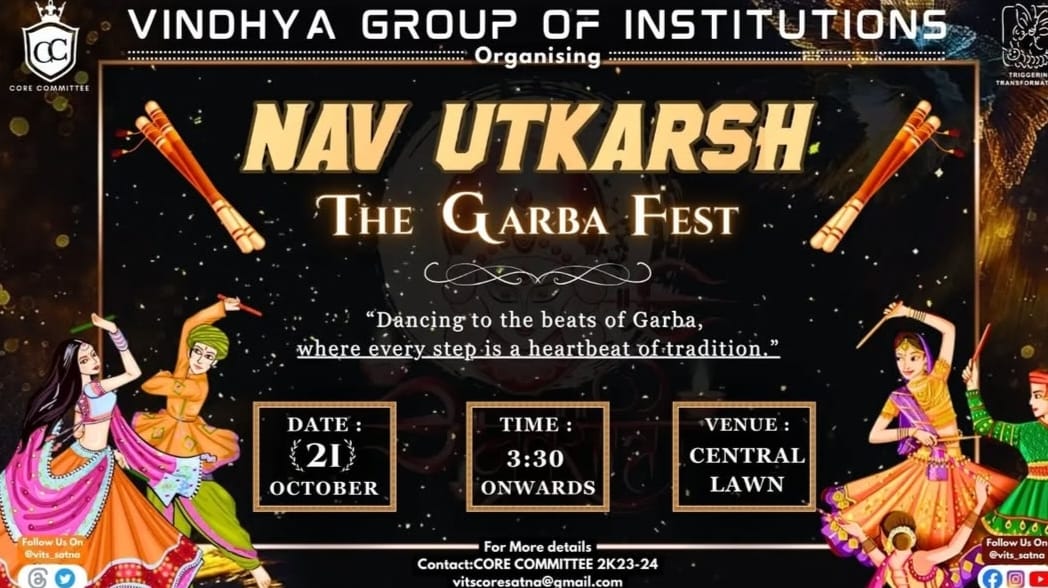 VINDHYA GROUP OF INSTITUTIONS
Organising
CC
CORE COMMITTEE
NAV UTKARSH
THE GARBA FEST
“Dancing to the beats of Garba,
where every step is a heartbeat of tradition.”
DATE :
21
OCTOBER
TIME :
3:30
ONWARDS
VENUE :
CENTRAL
LAWN
Follow Us On
@vits_satna
For More details
Contact:CORE COMMITTEE 2K23-24
vitscoresatna@gmail.com
Follow Us On
@vits_satna